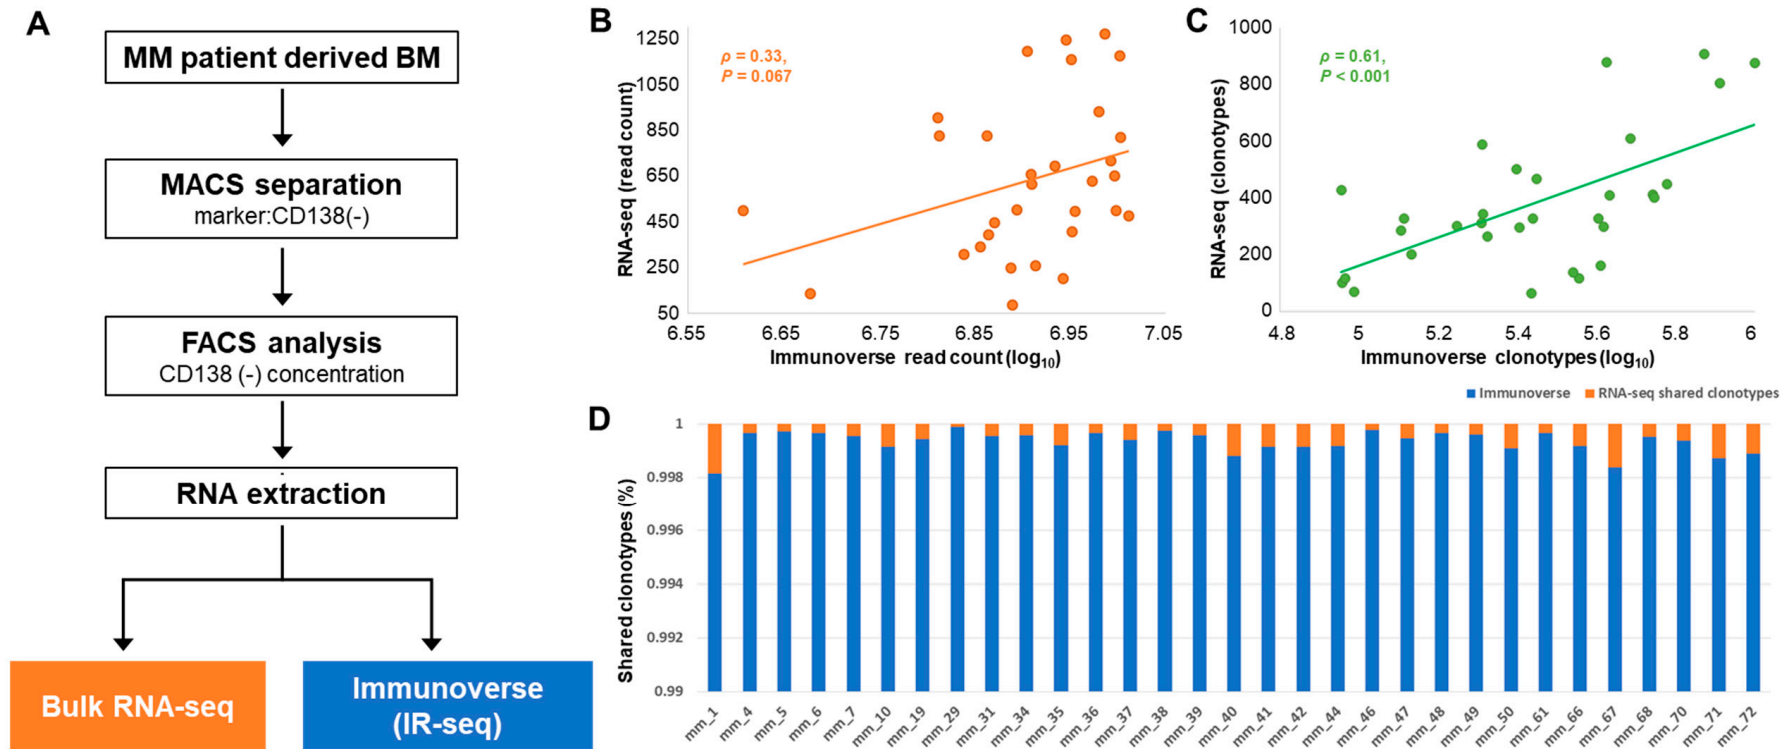 A
MM patient derived BM
MACS separation
marker:CD138(-)
FACS analysis
CD138 (-) concentration
RNA extraction
Bulk RNA-seq
Immunoverse
(IR-seq)
B
RNA-seq (read count)
1250
1050
850
650
450
250
50
ρ = 0.33,
P = 0.067
6.55 6.65 6.75 6.85 6.95 7.05
Immunoverse read count (log10)
C
RNA-seq (clonotypes)
1000
800
600
400
200
0
ρ = 0.61,
P < 0.001
4.8 5 5.2 5.4 5.6 5.8 6
Immunoverse clonotypes (log10)
D
Immunoverse RNA-seq shared clonotypes
Shared clonotypes (%)
1
0.998
0.996
0.994
0.992
0.99
mm_1 mm_4 mm_5 mm_6 mm_7 mm_10 mm_19 mm_29 mm_31 mm_34 mm_35 mm_36 mm_37 mm_38 mm_39 mm_40 mm_41 mm_42 mm_44 mm_46 mm_47 mm_48 mm_49 mm_50 mm_61 mm_66 mm_67 mm_68 mm_70 mm_71 mm_72